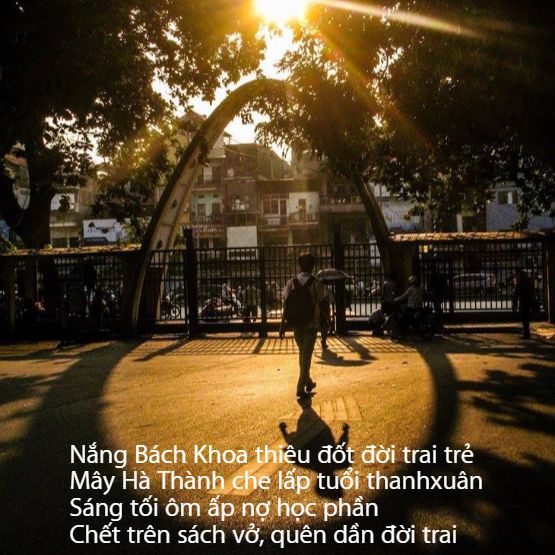 Nắng Bách Khoa thiêu đốt đời trai trẻ
Mây Hà Thành che lấp tuổi thanhxuân
Sáng tối ôm ấp nợ học phần
Chết trên sách vở, quên dần đời trai